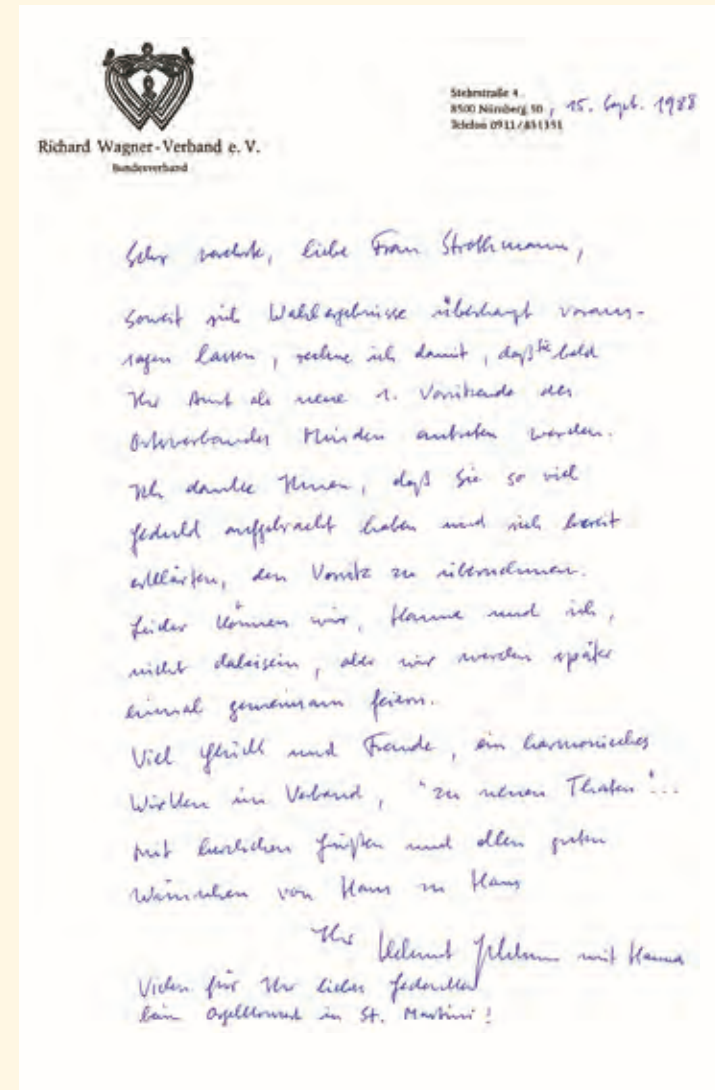 Richard Wagner-Verband e. V.
Bundesverband
8500 Nürnberg 50, 15. Sept. 1988
Telefon 0911/831351
Sehr verehrte, liebe Frau Strothmann,
soweit sich Wahlergebnisse überhaupt voraus-
sagen lassen, rechne ich damit, daß Sie bald
Ihr Amt als neue 1. Vorsitzende des
Ortsverbandes Minden antreten werden.
Ich danke Ihnen, daß Sie so viel
Geduld aufgebracht haben und sich bereit
erklärten, den Vorsitz zu übernehmen.
Leider können wir, Hanna und ich,
nicht dabeisein, aber wir werden später
einmal gemeinsam feiern.
Viel Glück und Freude, ein harmonisches
Wirken im Verband, "zu neuen Thaten"...
Mit herzlichen Grüßen und allen guten
Wünschen von Haus zu Haus
Ihr Helmut mit Hanna
für Ihr liebes Gedenken
beim Orgelkonzert in St. Martini!